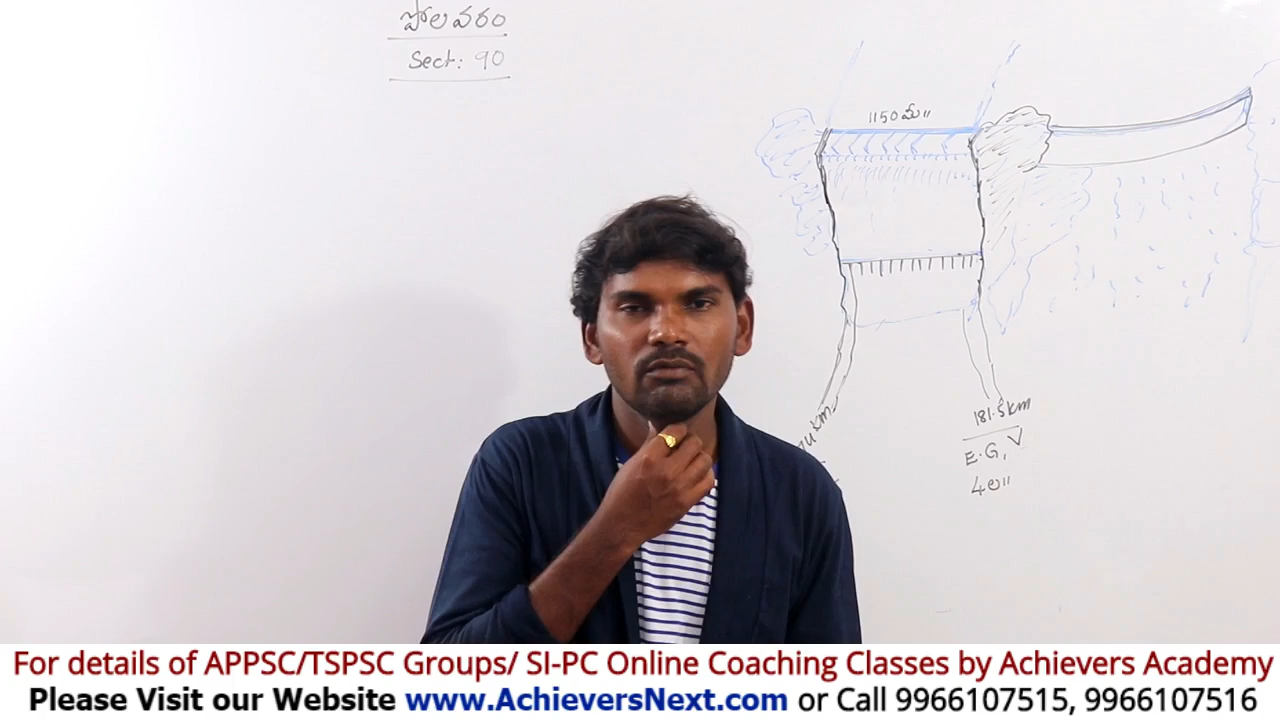 పోలవరం
Sect: 90
1150 మీ॥
181.5km
E.G, V
4ల॥
For details of APPSC/TSPSC Groups/ SI-PC Online Coaching Classes by Achievers Academy
Please Visit our Website www.AchieversNext.com or Call 9966107515, 9966107516